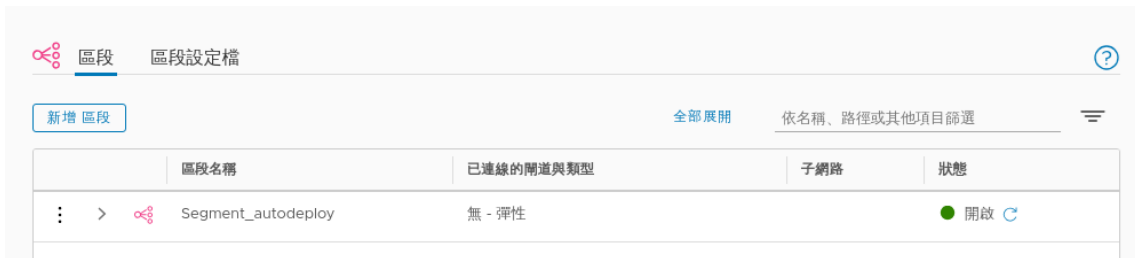 區段 區段設定檔
新增 區段 全部展開 依名稱、路徑或其他項目篩選
區段名稱 已連線的閘道與類型 子網路 狀態
Segment_autodeploy 無 - 彈性 開啟